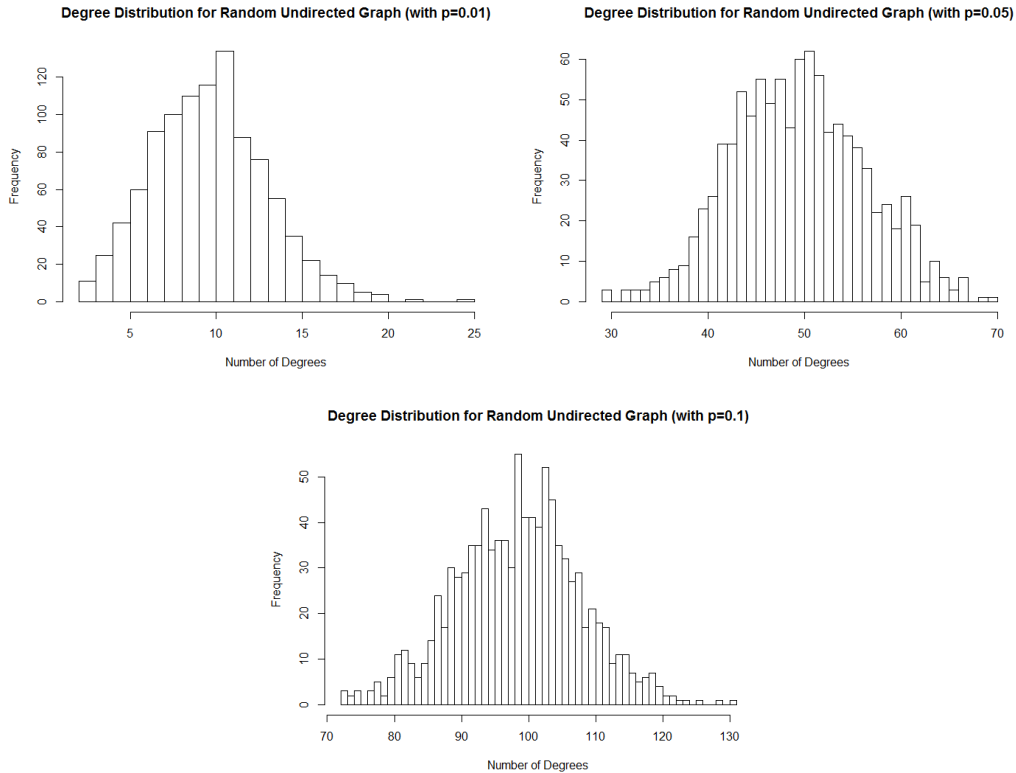 Degree Distribution for Random Undirected Graph (with p=0.01)
Frequency
0 20 40 60 80 100 120
5 10 15 20 25
Number of Degrees
Degree Distribution for Random Undirected Graph (with p=0.05)
Frequency
0 10 20 30 40 50 60
30 40 50 60 70
Number of Degrees
Degree Distribution for Random Undirected Graph (with p=0.1)
Frequency
0 10 20 30 40 50
70 80 90 100 110 120 130
Number of Degrees